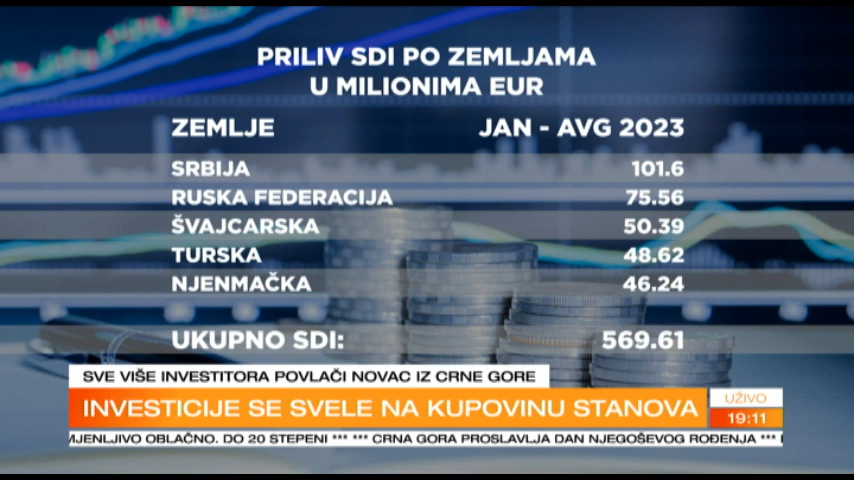 PRILIV SDI PO ZEMLJAMA
U MILIONIMA EUR
ZEMLJE JAN - AVG 2023
SRBIJA 101.6
RUSKA FEDERACIJA 75.56
ŠVAJCARSKA 50.39
TURSKA 48.62
NJENMAČKA 46.24
UKUPNO SDI: 569.61
SVE VIŠE INVESTITORA POVLAČI NOVAC IZ CRNE GORE
INVESTICIJE SE SVELE NA KUPOVINU STANOVA
UŽIVO
19:11
MJENLJIVO OBLAČNO. DO 20 STEPENI *** *** CRNA GORA PROSLAVLJA DAN NJEGOŠEVOG ROĐENJA ***